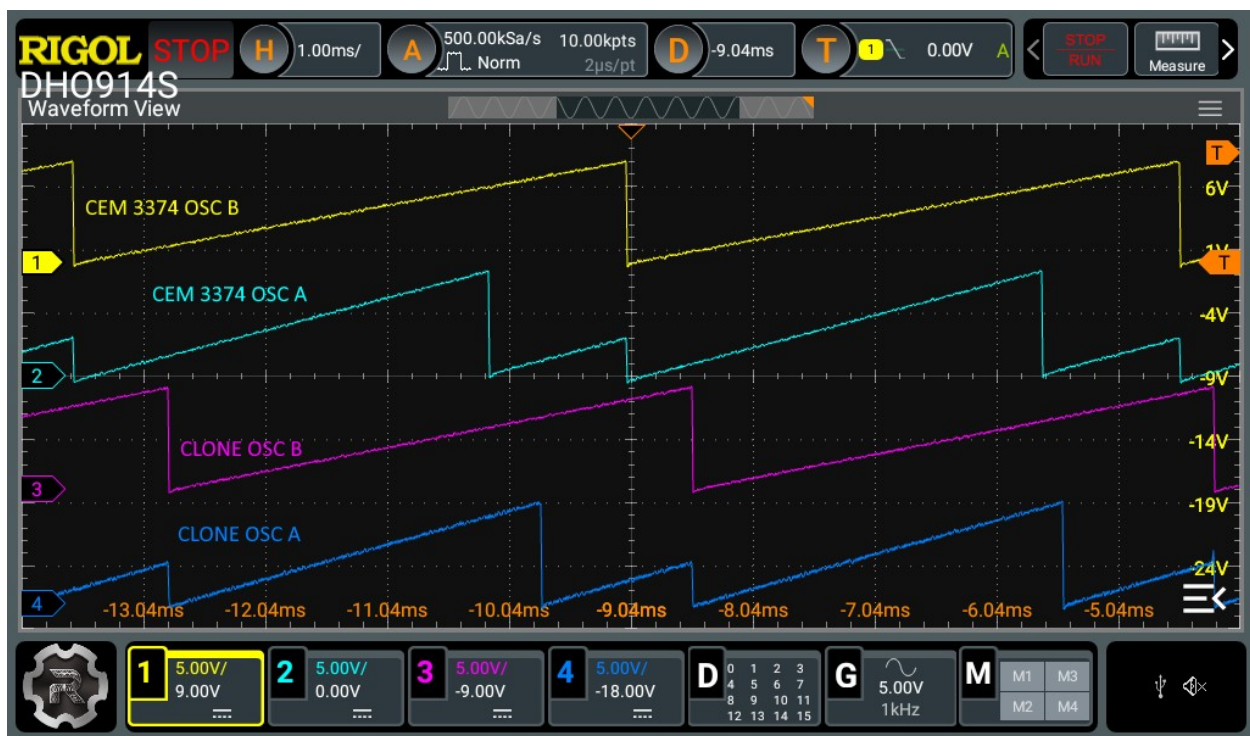 RIGOL STOP H 1.00ms/ A 500.00kSa/s 10.00kpts D -9.04ms T 1 0.00V A < STOP RUN Measure >
Norm 2µs/pt
DHO914S
Waveform View
T
6V
CEM 3374 OSC B
1 1V T
CEM 3374 OSC A
-4V
2 -9V
CLONE OSC B -14V
3
-19V
CLONE OSC A
-24V
4 -13.04ms -12.04ms -11.04ms -10.04ms -9.04ms -8.04ms -7.04ms -6.04ms -5.04ms
1 5.00V/ 2 5.00V/ 3 5.00V/ 4 5.00V/ D 0 1 2 3 G M M1 M3
9.00V 0.00V -9.00V -18.00V 4 5 6 7 5.00V
8 9 10 11 1kHz M2 M4
12 13 14 15
R